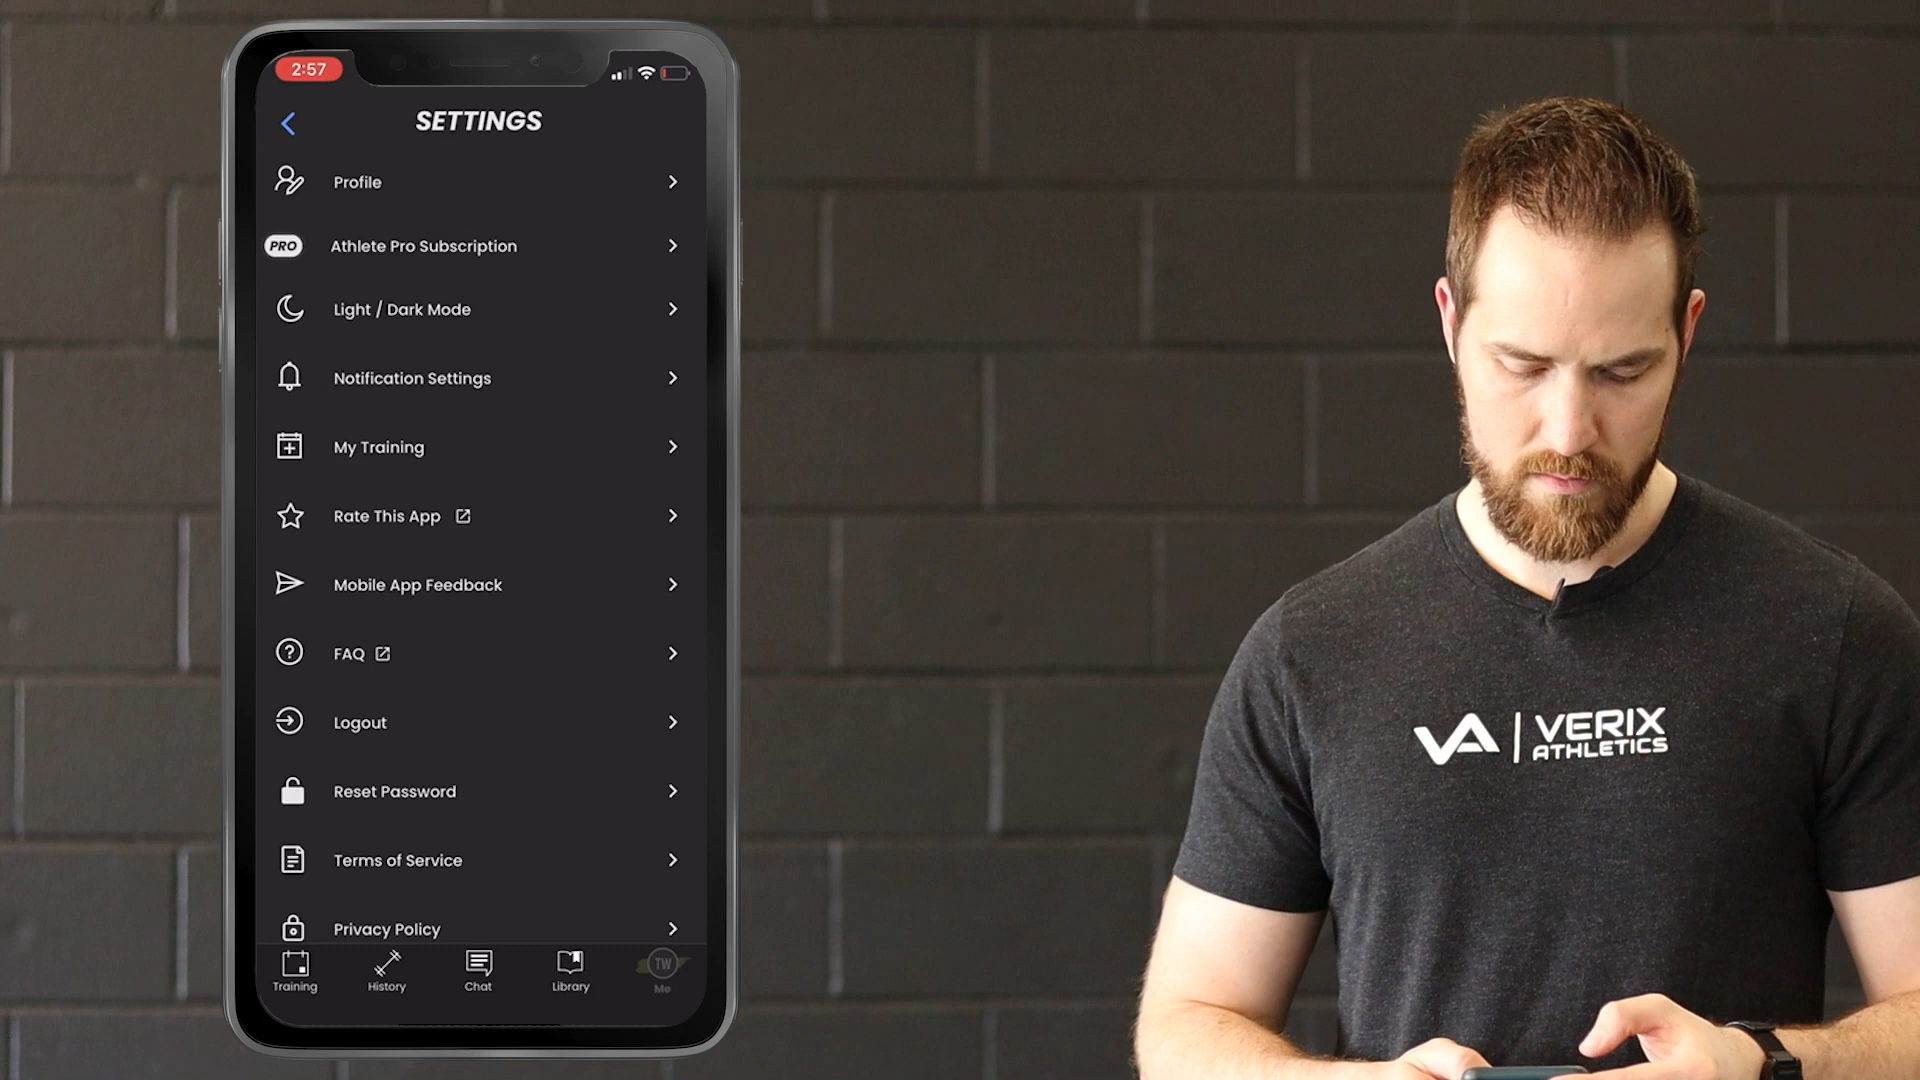 2:57
SETTINGS
Profile
PRO Athlete Pro Subscription
Light / Dark Mode
Notification Settings
My Training
Rate This App
Mobile App Feedback
FAQ
Logout
Reset Password
Terms of Service
Privacy Policy
Training History Chat Library TW Me
VA | VERIX
ATHLETICS